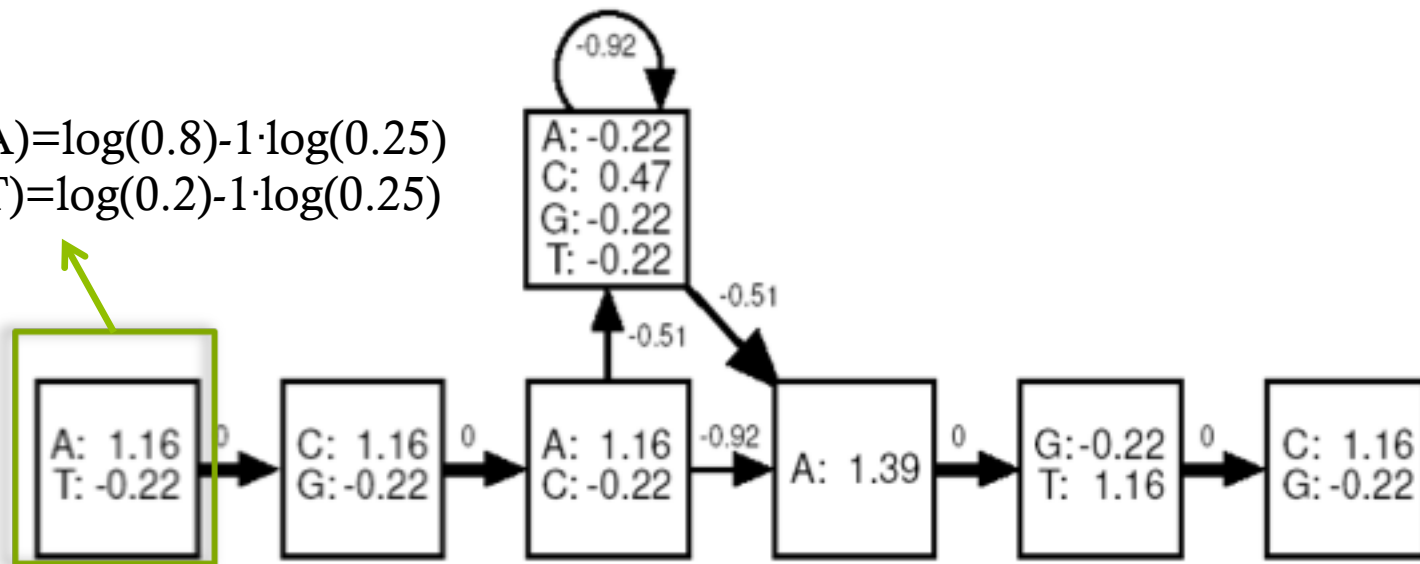 -0.92
A)=log(0.8)-1·log(0.25)
T)=log(0.2)-1·log(0.25)
A: -0.22
C: 0.47
G: -0.22
T: -0.22
-0.51
-0.51
A: 1.16
T: -0.22
0
C: 1.16
G: -0.22
0
A: 1.16
C: -0.22
-0.92
A: 1.39
0
G: -0.22
T: 1.16
0
C: 1.16
G: -0.22